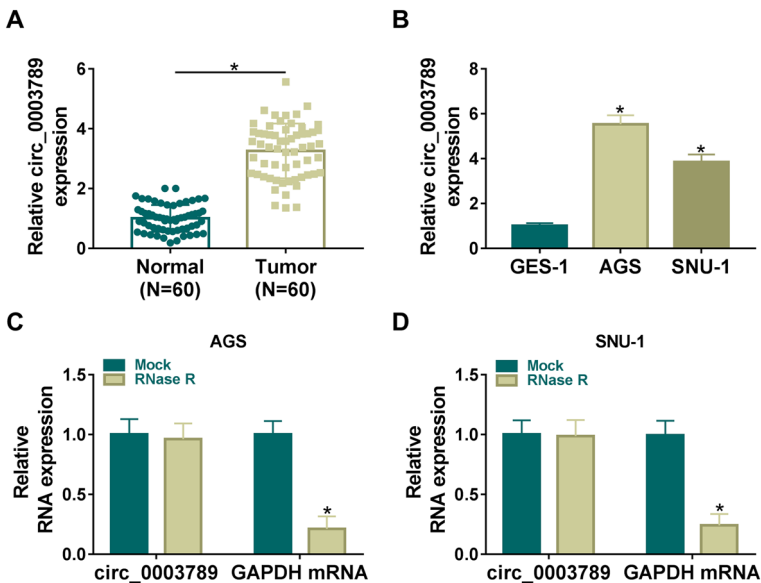 A
Relative circ_0003789
expression
6
4
2
0
*
Normal
(N=60)
Tumor
(N=60)
B
Relative circ_0003789
expression
8
6
4
2
0
*
*
GES-1
AGS
SNU-1
C
AGS
Mock
RNase R
Relative
RNA expression
1.5
1.0
0.5
0.0
*
circ_0003789
GAPDH mRNA
D
SNU-1
Mock
RNase R
Relative
RNA expression
1.5
1.0
0.5
0.0
*
circ_0003789
GAPDH mRNA